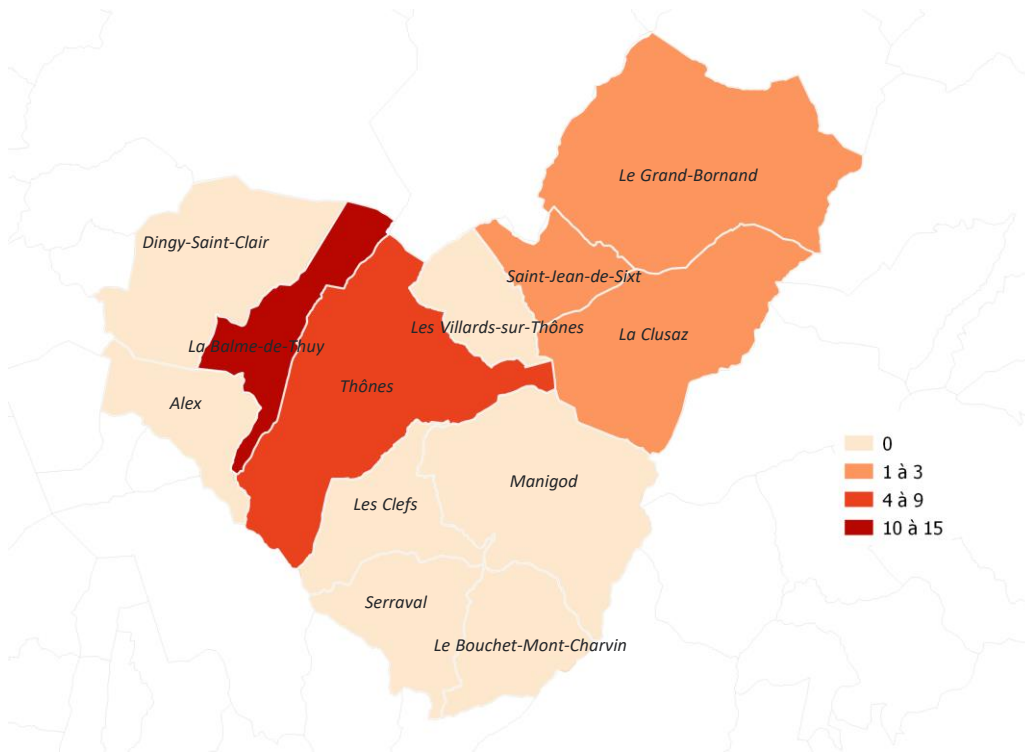 Le Grand-Bornand
Dingy-Saint-Clair
Saint-Jean-de-Sixt
Les Villards-sur-Thônes
La Clusaz
La Balme-de-Thuy
Thônes
Alex
0
1 à 3
4 à 9
10 à 15
Manigod
Les Clefs
Serraval
Le Bouchet-Mont-Charvin